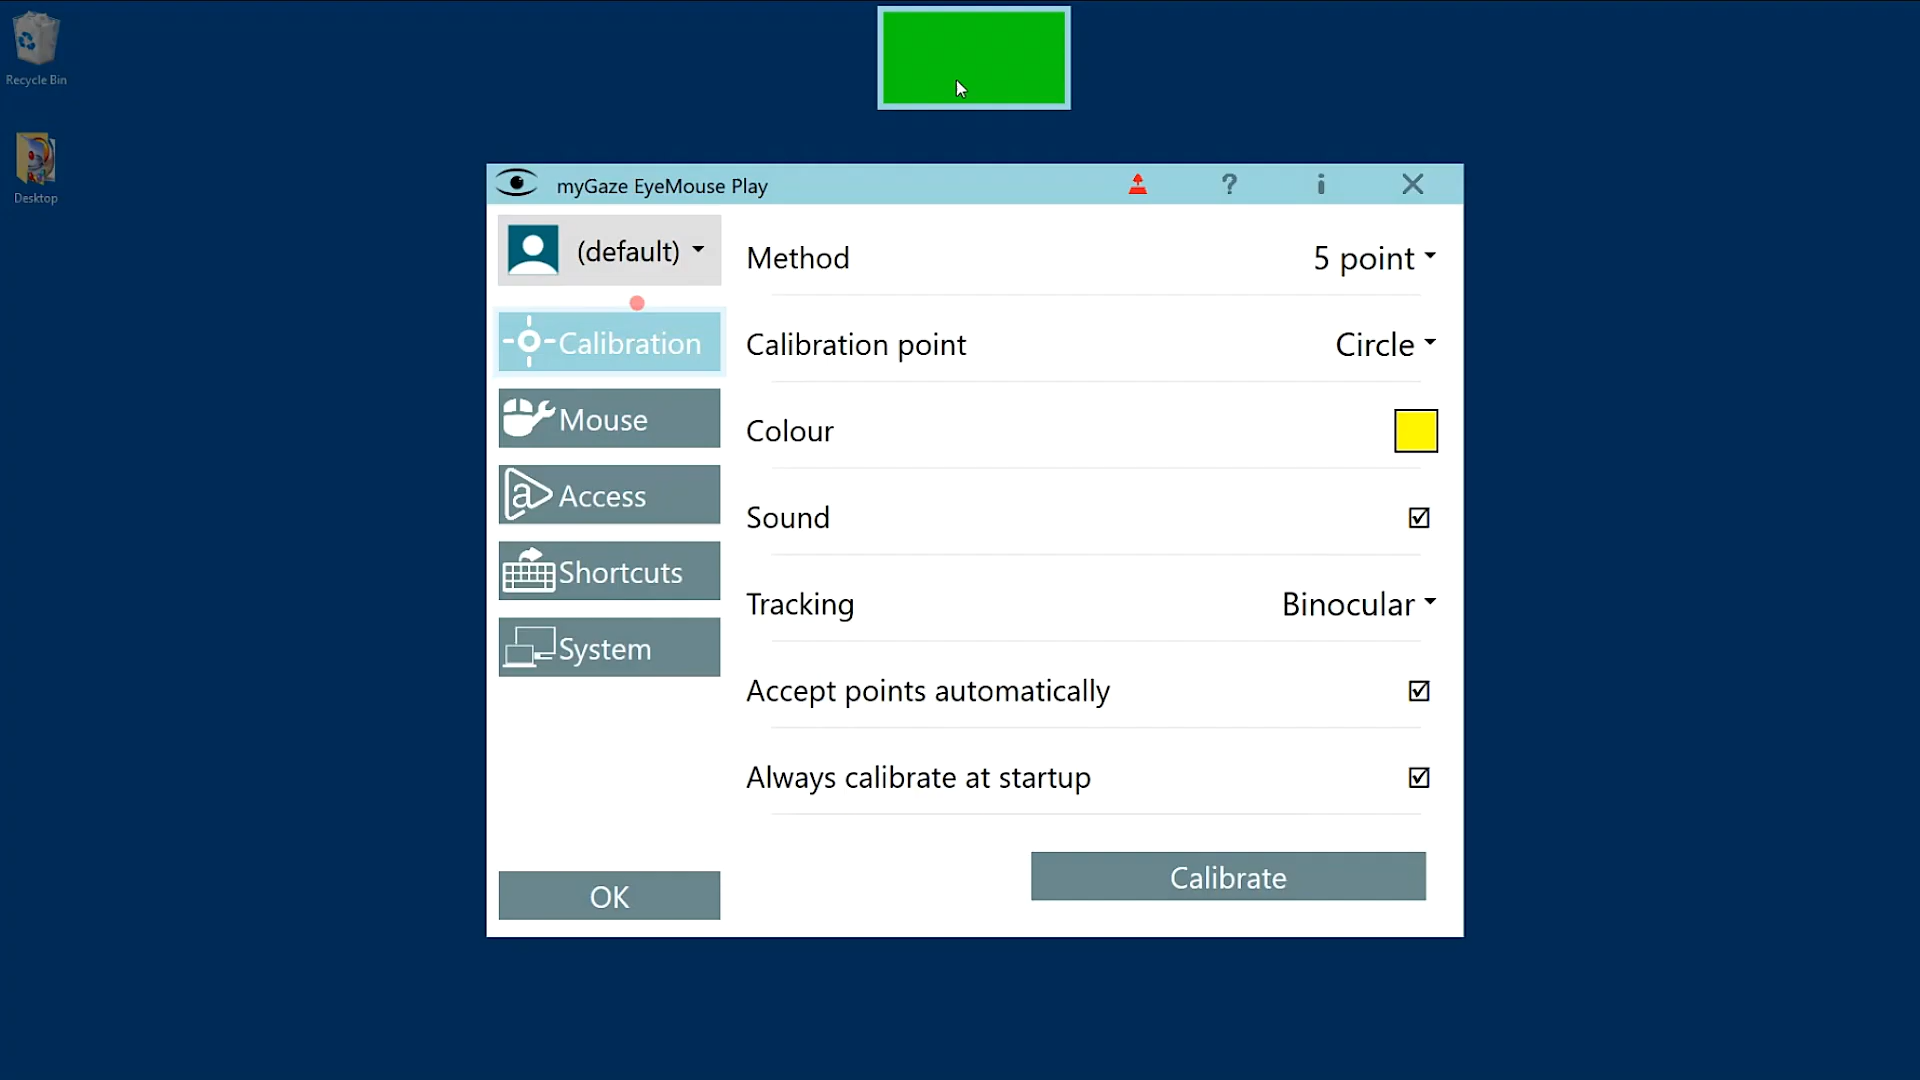 Recycle Bin
Desktop
myGaze EyeMouse Play
(default)
Calibration
Mouse
Access
Shortcuts
System
OK
Method 5 point
Calibration point Circle
Colour
Sound
Tracking Binocular
Accept points automatically
Always calibrate at startup
Calibrate